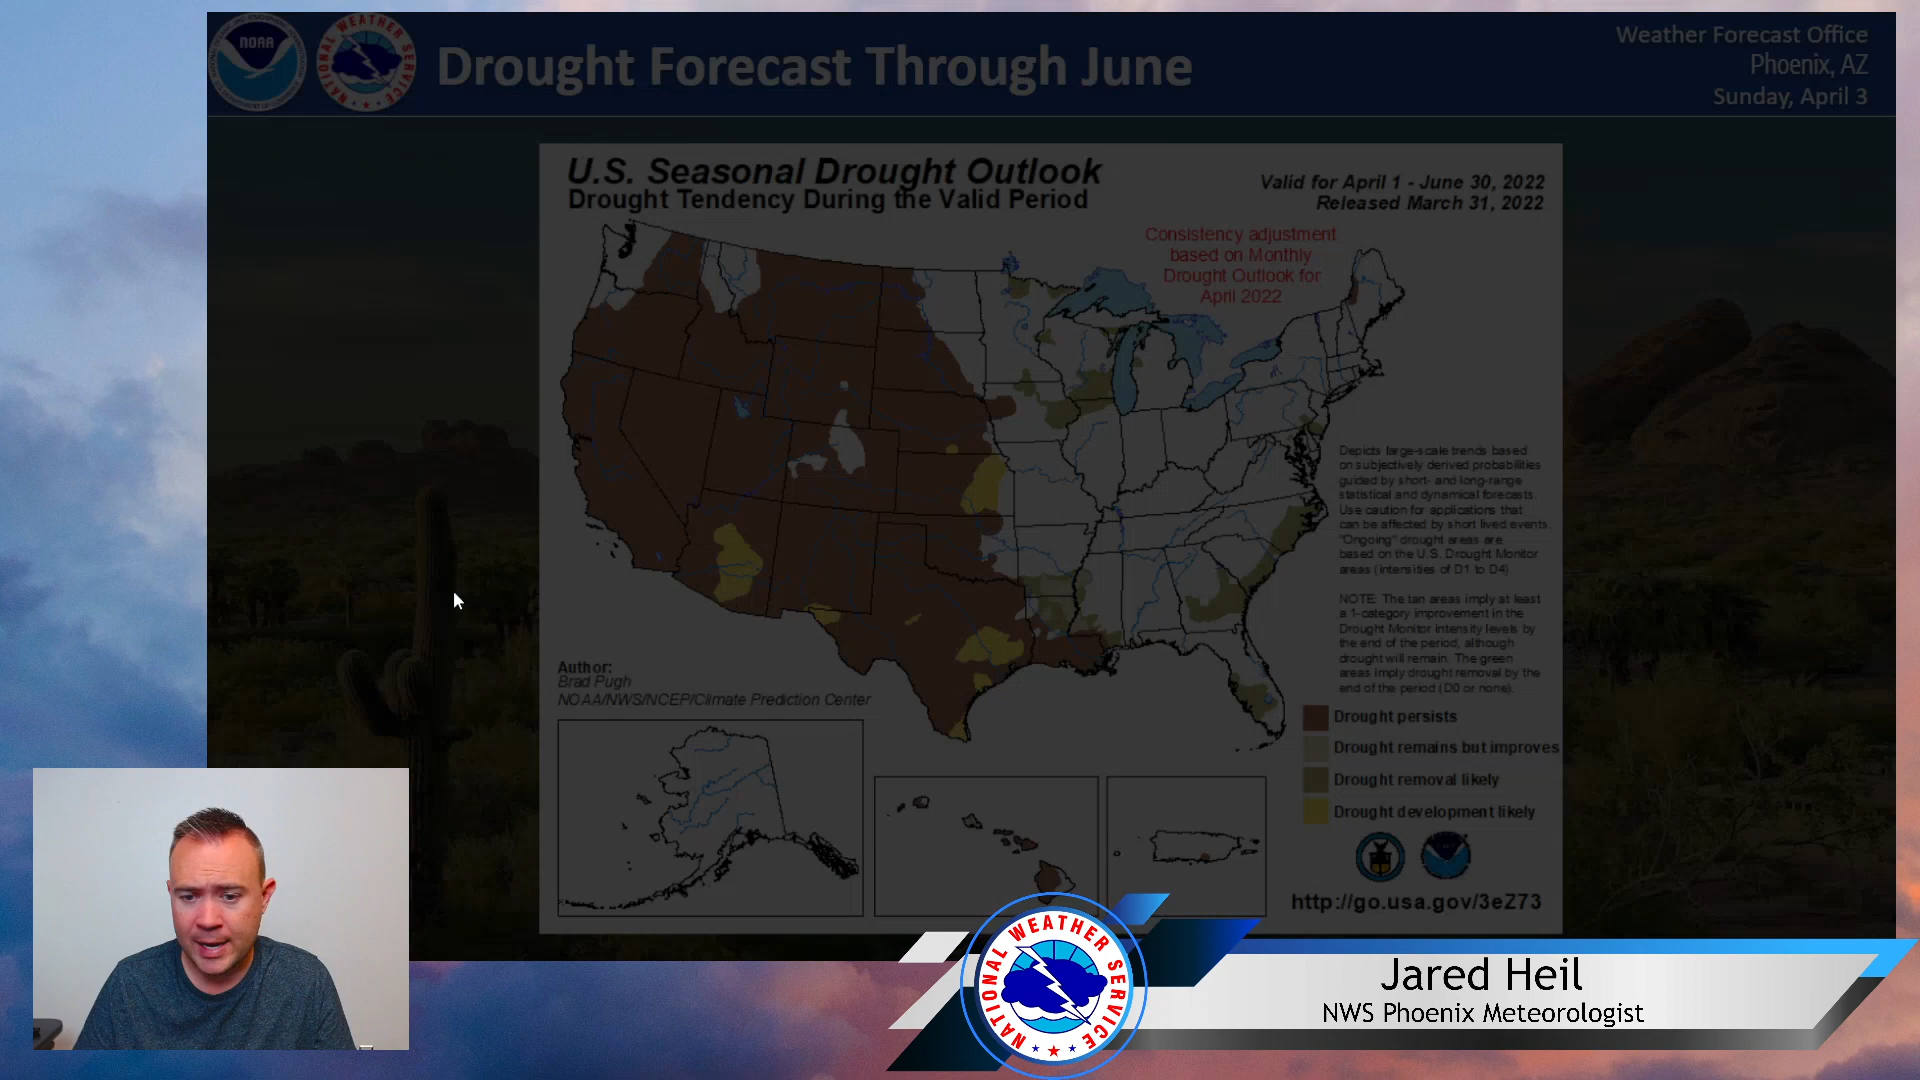 NOAA
NATIONAL WEATHER SERVICE
Drought Forecast Through June
Weather Forecast Office
Phoenix, AZ
Sunday, April 3
U.S. Seasonal Drought Outlook
Drought Tendency During the Valid Period
Valid for April 1 - June 30, 2022
Released March 31, 2022
Consistency adjustment
based on Monthly
Drought Outlook for
April 2022
Depicts large-scale trends based
on subjectively derived probabilities
guided by short- and long-range
statistical and dynamical forecasts.
Use caution for applications that
can be affected by short lived events.
"Ongoing" drought areas are
based on the U.S. Drought Monitor
areas (intensities of D1 to D4)
NOTE: The tan areas imply at least
a 1-category improvement in the
Drought Monitor intensity levels by
the end of the period, although
drought will remain. The green
areas imply drought removal by the
end of the period (D0 or none).
Author:
Brad Pugh
NOAA/NWS/NCEP/Climate Prediction Center
Drought persists
Drought remains but improves
Drought removal likely
Drought development likely
http://go.usa.gov/3eZ73
NATIONAL WEATHER SERVICE
Jared Heil
NWS Phoenix Meteorologist